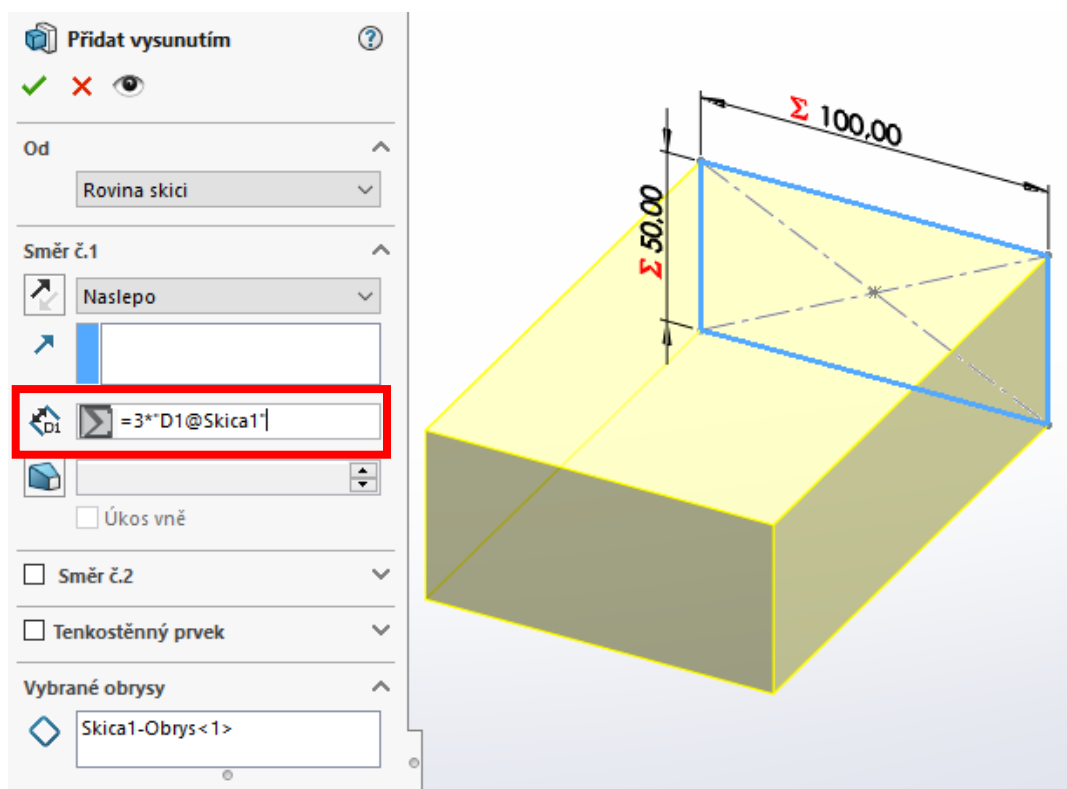 Přidat vysunutím
Od
Rovina skici
Směr č.1
Naslepo
D1
=3*"D1@Skica1"
Úkos vně
Směr č.2
Tenkostěnný prvek
Vybrané obrysy
Skica1-Obrys<1>
Σ 100,00
Σ 50,00